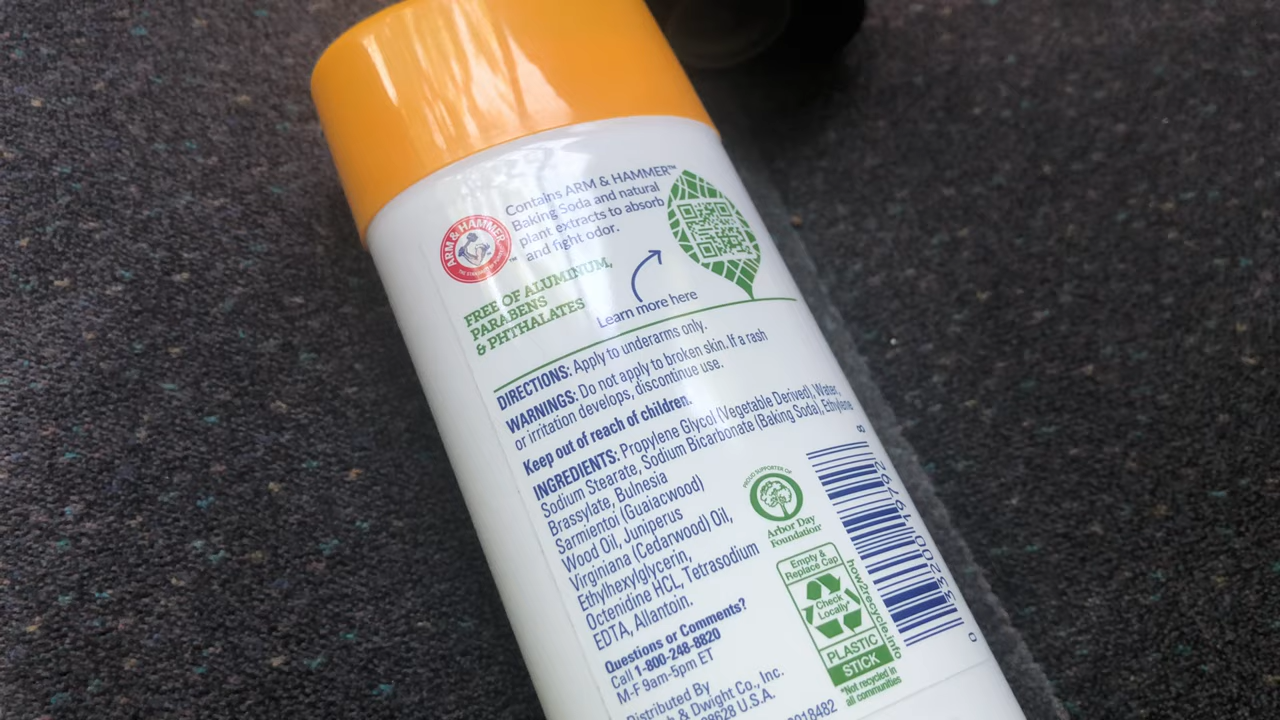 Contains ARM & HAMMER™
Baking Soda and natural
plant extracts to absorb
and fight odor.
ARM & HAMMER
™
FREE OF ALUMINUM,
PARABENS
& PHTHALATES
Learn more here
DIRECTIONS: Apply to underarms only.
WARNINGS: Do not apply to broken skin. If a rash
or irritation develops, discontinue use.
Keep out of reach of children.
INGREDIENTS: Propylene Glycol (Vegetable Derived), Water,
Sodium Stearate, Sodium Bicarbonate (Baking Soda), Ethylene
Brassylate, Bulnesia
Sarmientoi (Guaiacwood)
Wood Oil, Juniperus
Virginiana (Cedarwood) Oil,
Ethylhexylglycerin,
Octenidine HCL, Tetrasodium
EDTA, Allantoin.
Questions or Comments?
Call 1-800-248-8820
M-F 9am-5pm ET
Distributed By
& Dwight Co., Inc.
08628 U.S.A.
PROUD SUPPORTER OF
Arbor Day
Foundation
Empty &
Replace Cap
Check
Locally*
PLASTIC
STICK
how2recycle.info
*Not recycled in
all communities